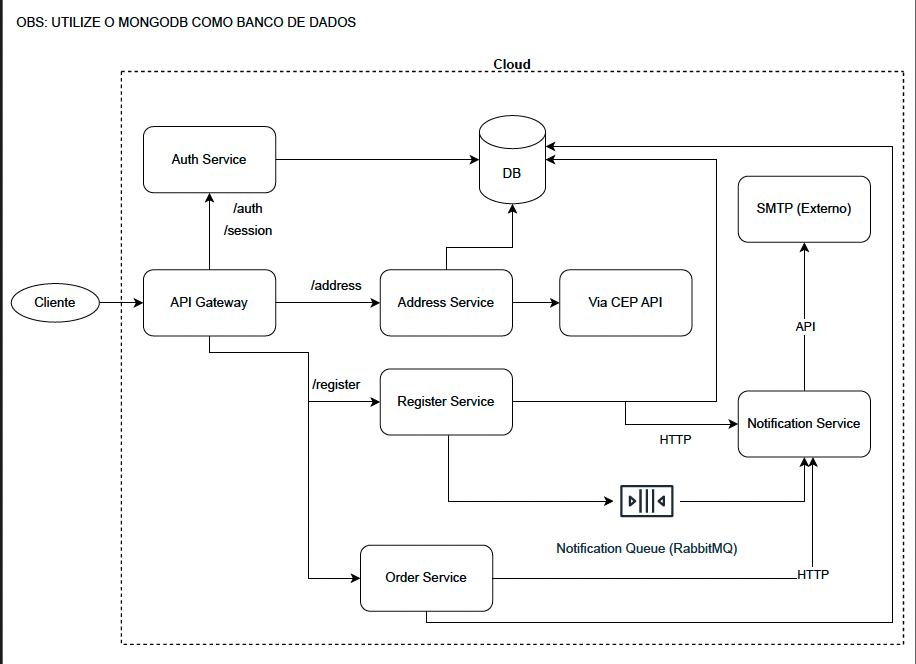 OBS: UTILIZE O MONGODB COMO BANCO DE DADOS
Cloud
Auth Service
DB
SMTP (Externo)
/auth
/session
Cliente
API Gateway
/address
Address Service
Via CEP API
API
/register
Register Service
Notification Service
HTTP
Notification Queue (RabbitMQ)
Order Service
HTTP